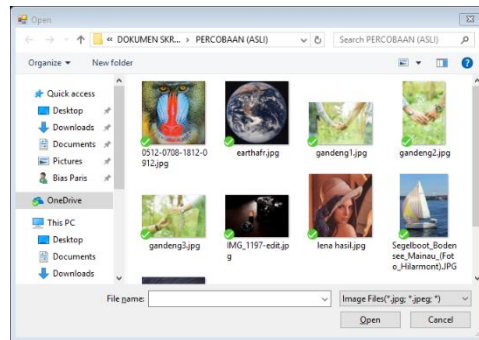 Open
« DOKUMEN SKR... > PERCOBAAN (ASLI)
Search PERCOBAAN (ASLI)
Organize
New folder
Quick access
Desktop
Downloads
Documents
Pictures
Bias Paris
OneDrive
This PC
Desktop
Documents
Downloads
0512-0708-1812-0
912.jpg
earthafr.jpg
gandeng1.jpg
gandeng2.jpg
gandeng3.jpg
IMG_1197-edit.jp
g
lena hasil.jpg
Segelboot_Boden
see_Mainau_(Fot
o_Hilarmont).JPG
File name:
Image Files(*.jpg; *.jpeg; *)
Open
Cancel